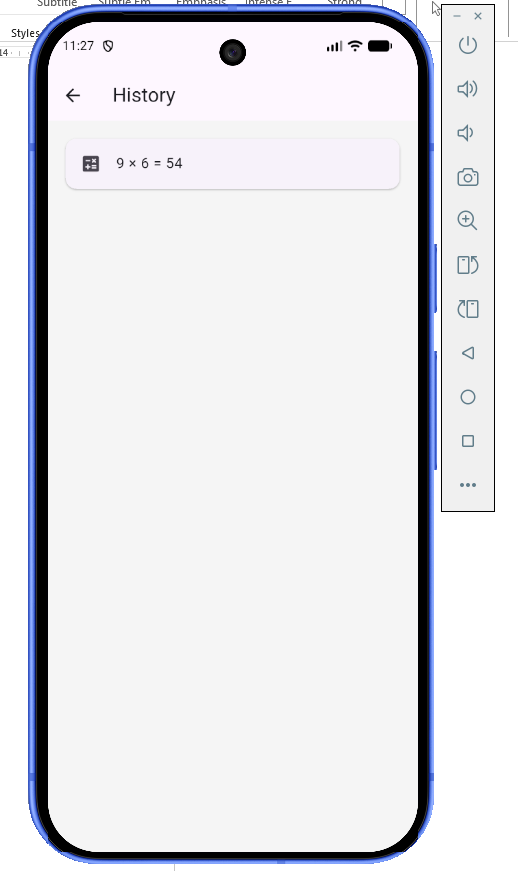 Subtitle Subtle Em... Emphasis Intense E... Strong
Styles
14
11:27
History
9 × 6 = 54